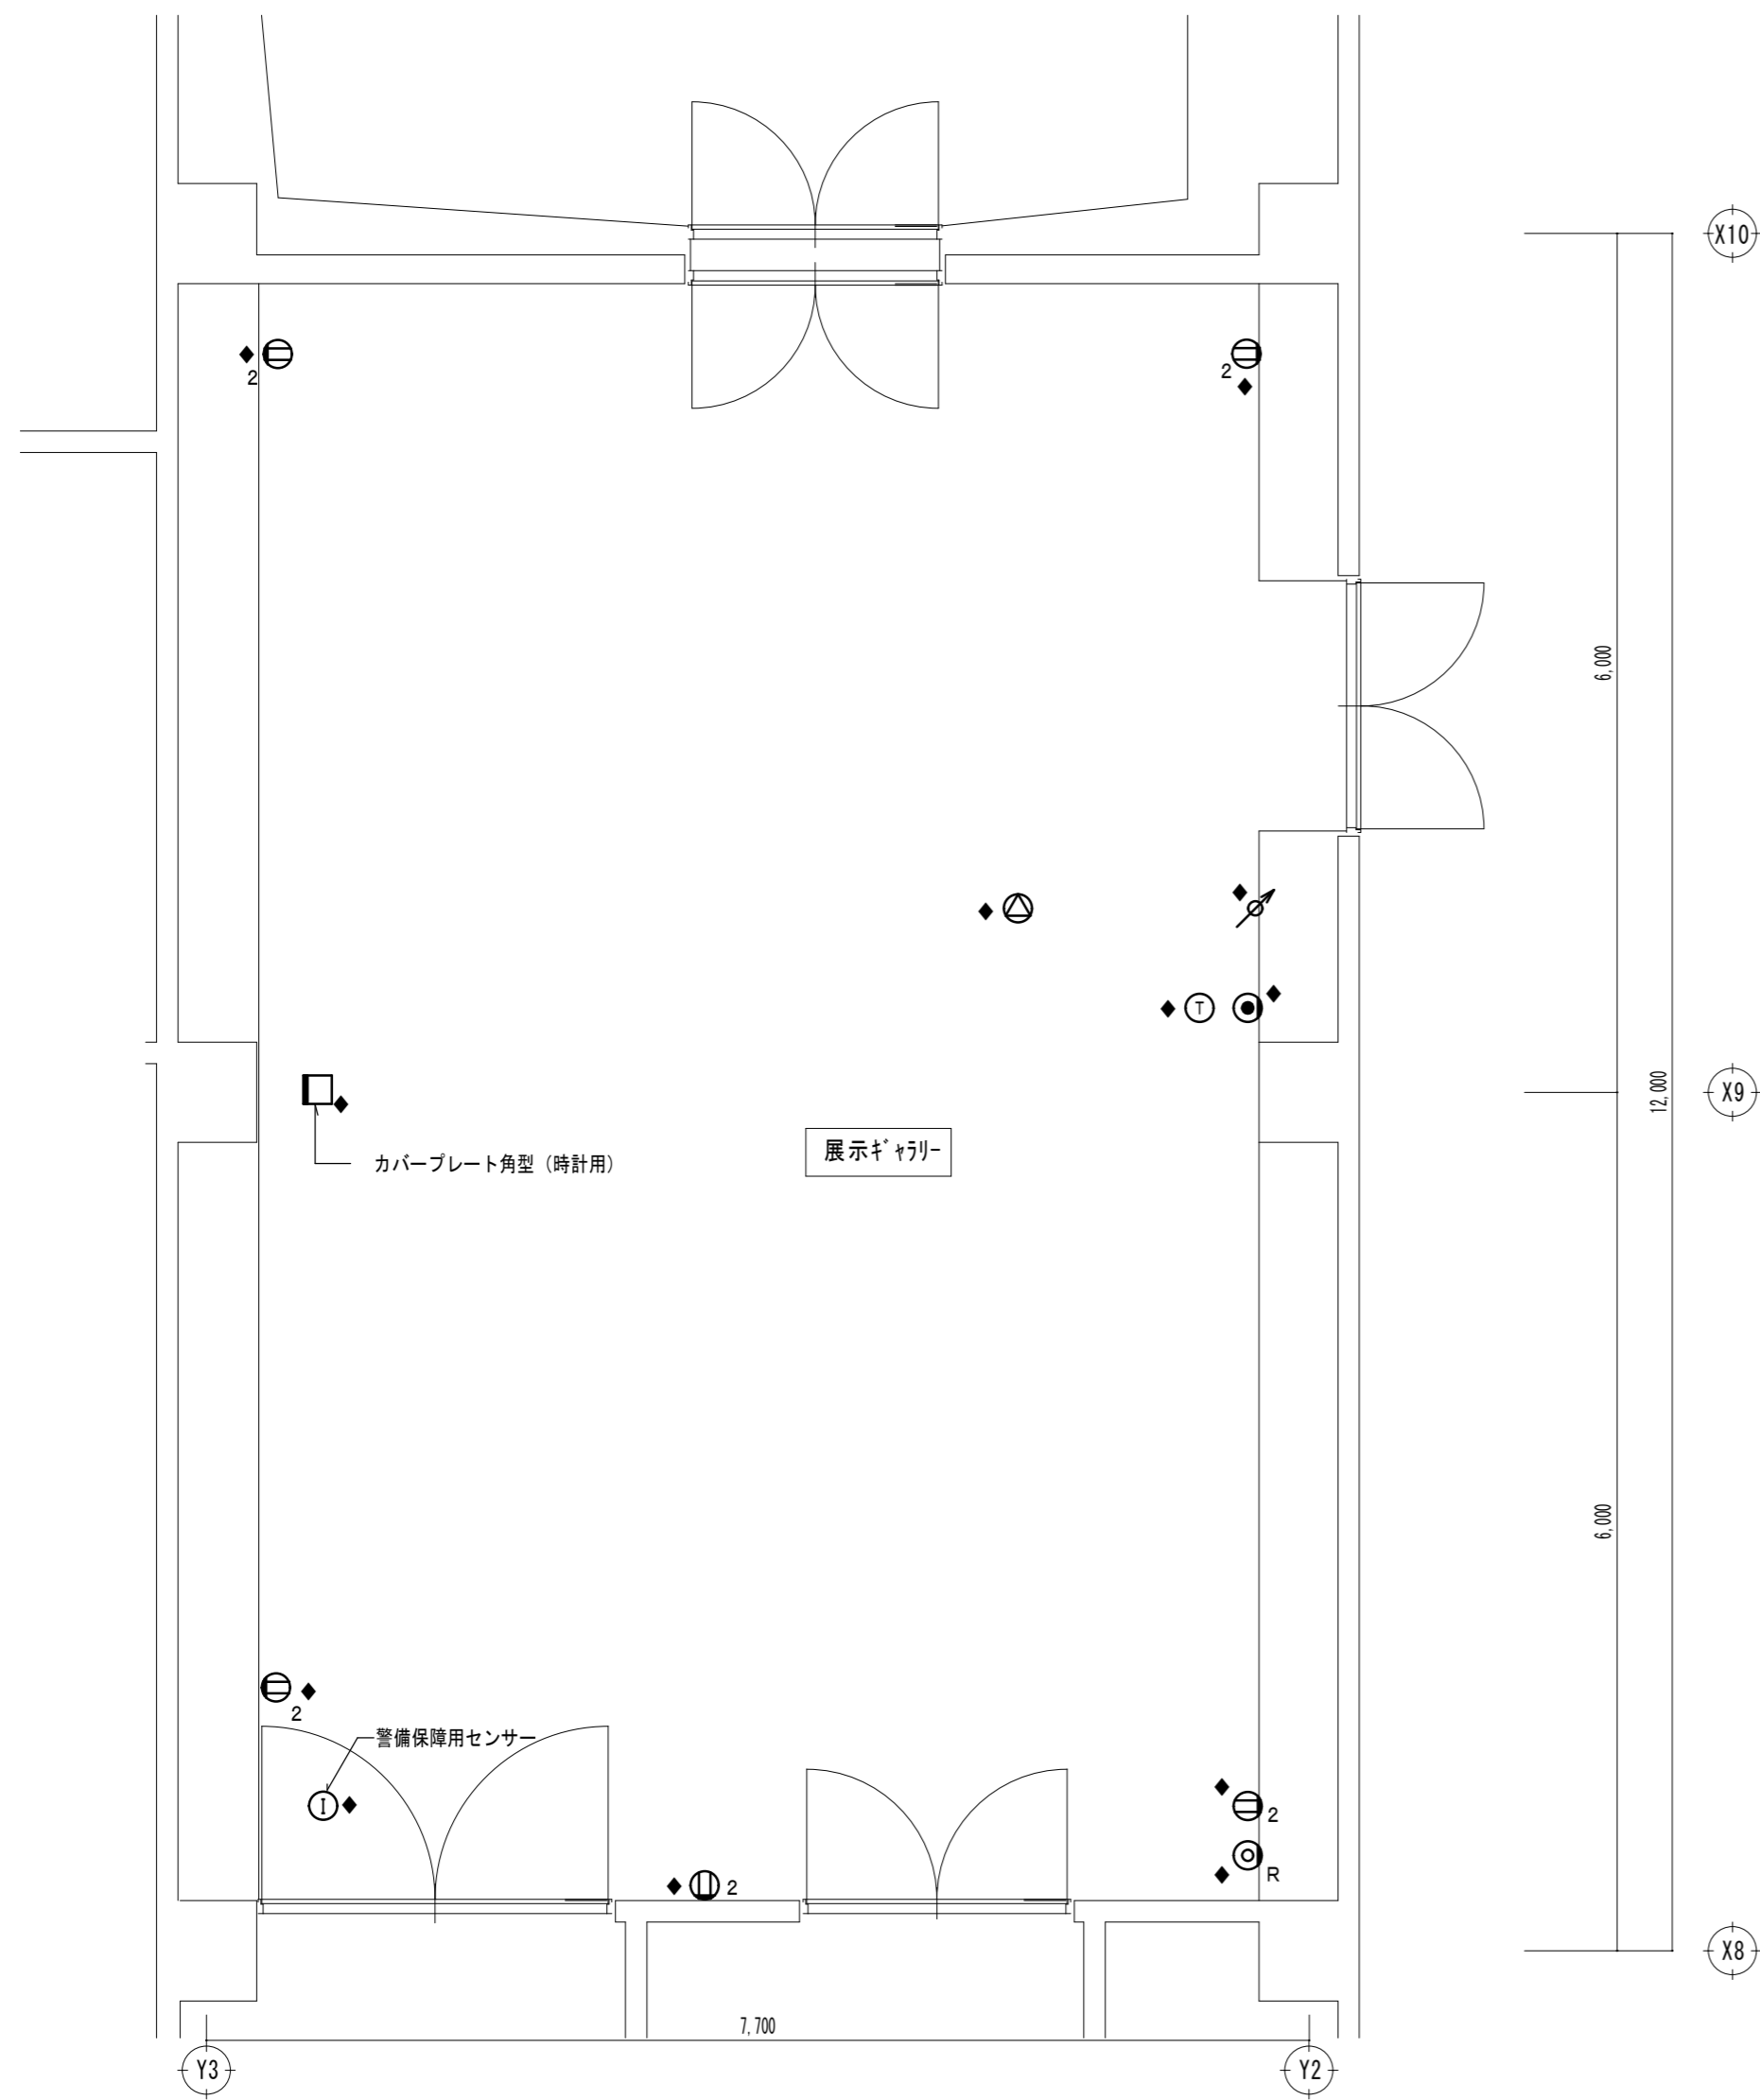 X10
2
2
6,000
T
12,000
X9
カバープレート角型（時計用）
展示ギャラリー
6,000
2
警備保障用センサー
I
2
R
2
X8
7,700
Y3
Y2